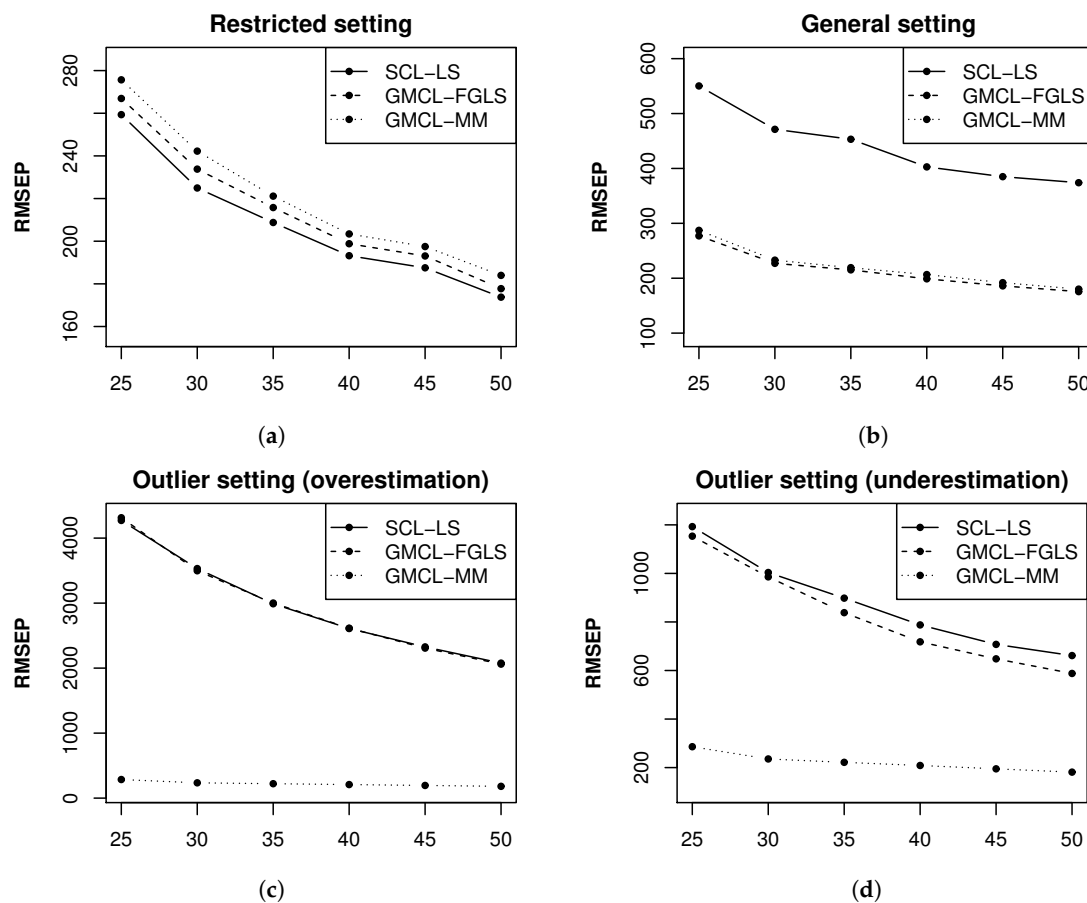 Restricted setting
RMSEP
280
240
200
160
SCL−LS
GMCL−FGLS
GMCL−MM
25 30 35 40 45 50
(a)
General setting
RMSEP
600
500
400
300
200
100
SCL−LS
GMCL−FGLS
GMCL−MM
25 30 35 40 45 50
(b)
Outlier setting (overestimation)
RMSEP
4000
3000
2000
1000
0
SCL−LS
GMCL−FGLS
GMCL−MM
25 30 35 40 45 50
(c)
Outlier setting (underestimation)
RMSEP
1000
600
200
SCL−LS
GMCL−FGLS
GMCL−MM
25 30 35 40 45 50
(d)